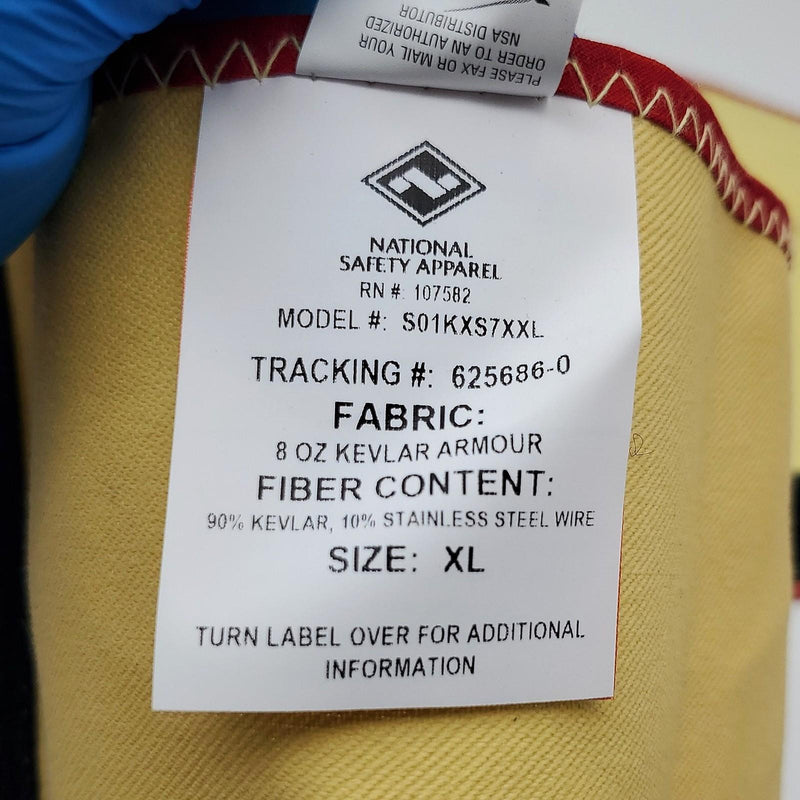 PLEASE FAX OR MAIL YOUR
ORDER TO AN AUTHORIZED
NSA DISTRIBUTOR
NATIONAL
SAFETY APPAREL
RN #: 107582
MODEL #: S01KXS7XXL
TRACKING #: 625686-0
FABRIC:
8 OZ KEVLAR ARMOUR
FIBER CONTENT:
90% KEVLAR, 10% STAINLESS STEEL WIRE
SIZE: XL
TURN LABEL OVER FOR ADDITIONAL
INFORMATION